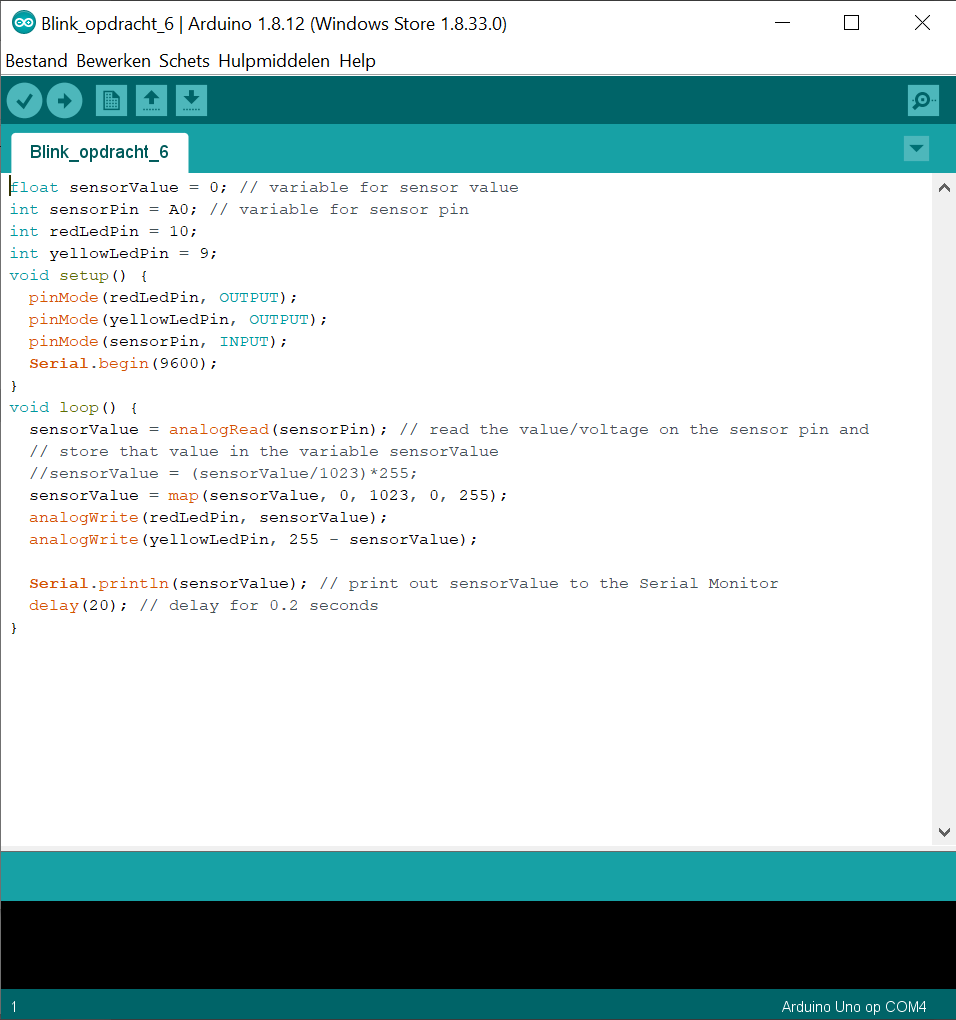 Blink_opdracht_6 | Arduino 1.8.12 (Windows Store 1.8.33.0)
Bestand Bewerken Schets Hulpmiddelen Help
Blink_opdracht_6
float sensorValue = 0; // variable for sensor value
int sensorPin = A0; // variable for sensor pin
int redLedPin = 10;
int yellowLedPin = 9;
void setup() {
  pinMode(redLedPin, OUTPUT);
  pinMode(yellowLedPin, OUTPUT);
  pinMode(sensorPin, INPUT);
  Serial.begin(9600);
}
void loop() {
  sensorValue = analogRead(sensorPin); // read the value/voltage on the sensor pin and
  // store that value in the variable sensorValue
  //sensorValue = (sensorValue/1023)*255;
  sensorValue = map(sensorValue, 0, 1023, 0, 255);
  analogWrite(redLedPin, sensorValue);
  analogWrite(yellowLedPin, 255 - sensorValue);

  Serial.println(sensorValue); // print out sensorValue to the Serial Monitor
  delay(20); // delay for 0.2 seconds
}
1
Arduino Uno op COM4